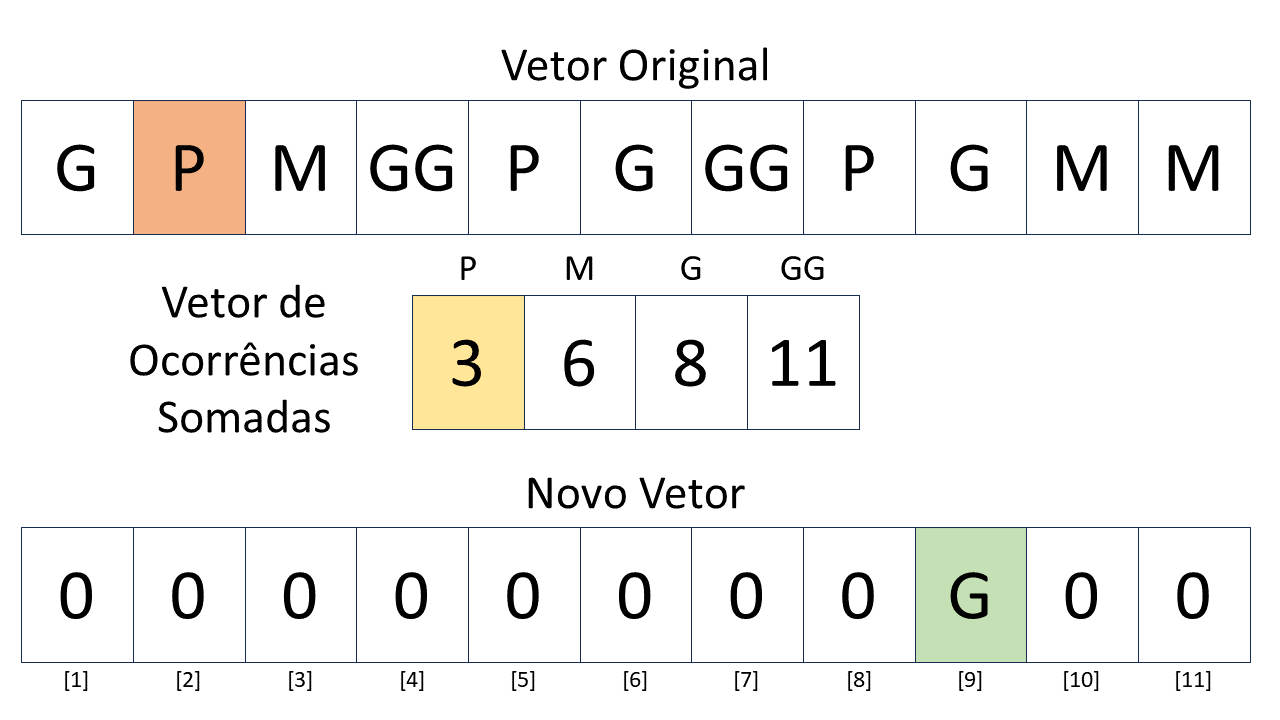 Vetor Original
G P M GG P G GG P G M M
P M G GG
Vetor de
Ocorrências
Somadas
3 6 8 11
Novo Vetor
0 0 0 0 0 0 0 0 G 0 0
[1] [2] [3] [4] [5] [6] [7] [8] [9] [10] [11]